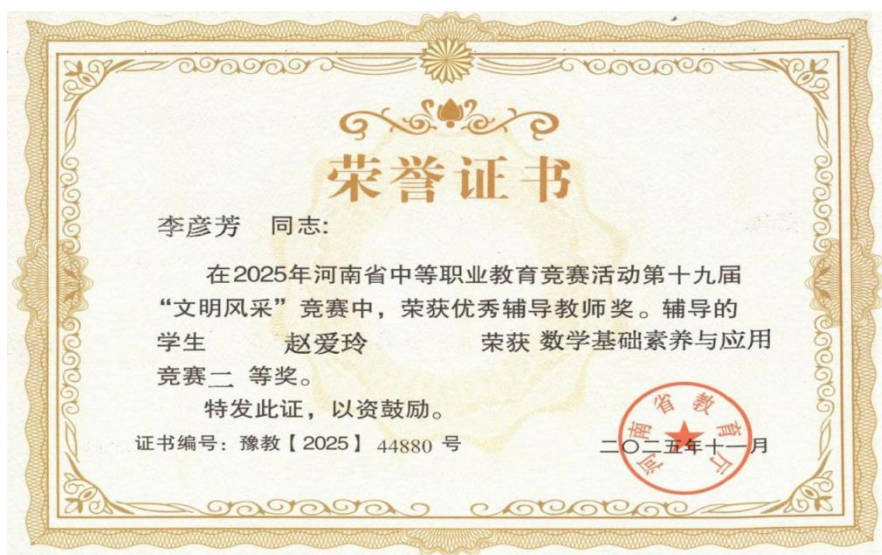 荣誉证书
李彦芳 同志:
在2025年河南省中等职业教育竞赛活动第十九届
“文明风采”竞赛中，荣获优秀辅导教师奖。辅导的
学生 赵爱玲 荣获 数学基础素养与应用
竞赛二 等奖。
特发此证，以资鼓励。
证书编号：豫教【2025】44880 号
二〇二五年十一月
河南省教育厅